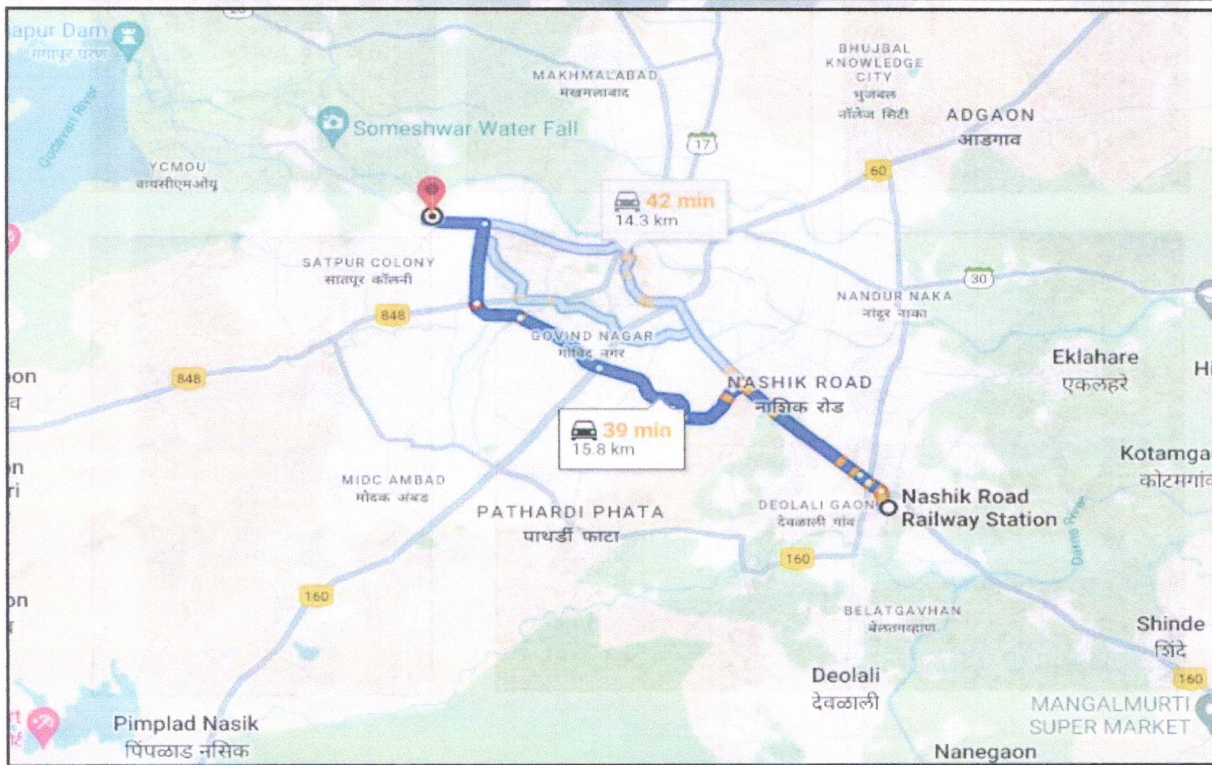 apur Dam
गंगापूर धरण
Godavari River
YCMOU
वायसीएमओयू
Someshwar Water Fall
MAKHMALABAD
मखमलाबाद
BHUJBAL
KNOWLEDGE
CITY
भुजबल
नॉलेज सिटी
ADGAON
आडगाव
17
60
42 min
14.3 km
SATPUR COLONY
सातपूर कॉलनी
848
848
GOVIND NAGAR
गोविंद नगर
NANDUR NAKA
नांदूर नाका
30
Eklahare
एकलहरे
Hi
NASHIK ROAD
नाशिक रोड
39 min
15.8 km
MIDC AMBAD
PATHARDI PHATA
पाथर्डी फाटा
DEOLALI GAON
देवळाली गांव
Nashik Road
Railway Station
Kotamga
कोटमगांव
160
160
BELATGAVHAN
बेलतगव्हाण
Deolali
देवळाली
Shinde
शिंदे
160
MANGALMURTI
SUPER MARKET
Pimplad Nasik
पिंपळाड नसिक
Nanegaon